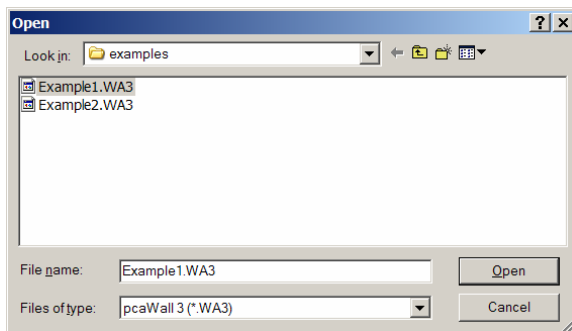 Open
Look in: examples
Example1.WA3
Example2.WA3
File name: Example1.WA3 Open
Files of type: pcaWall 3 (*.WA3) Cancel